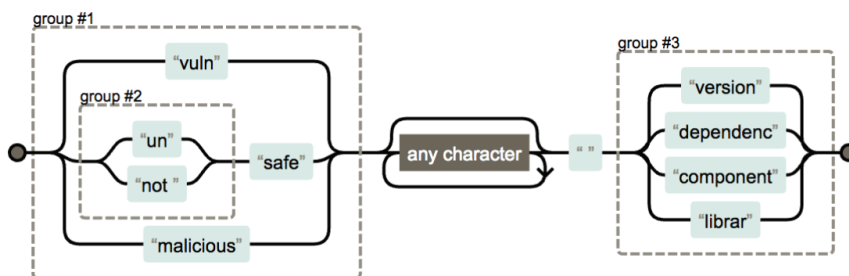 group #1
“vuln”
group #2
“un”
“not ”
“safe”
“malicious”
any character
“ ”
group #3
“version”
“dependenc”
“component”
“librar”